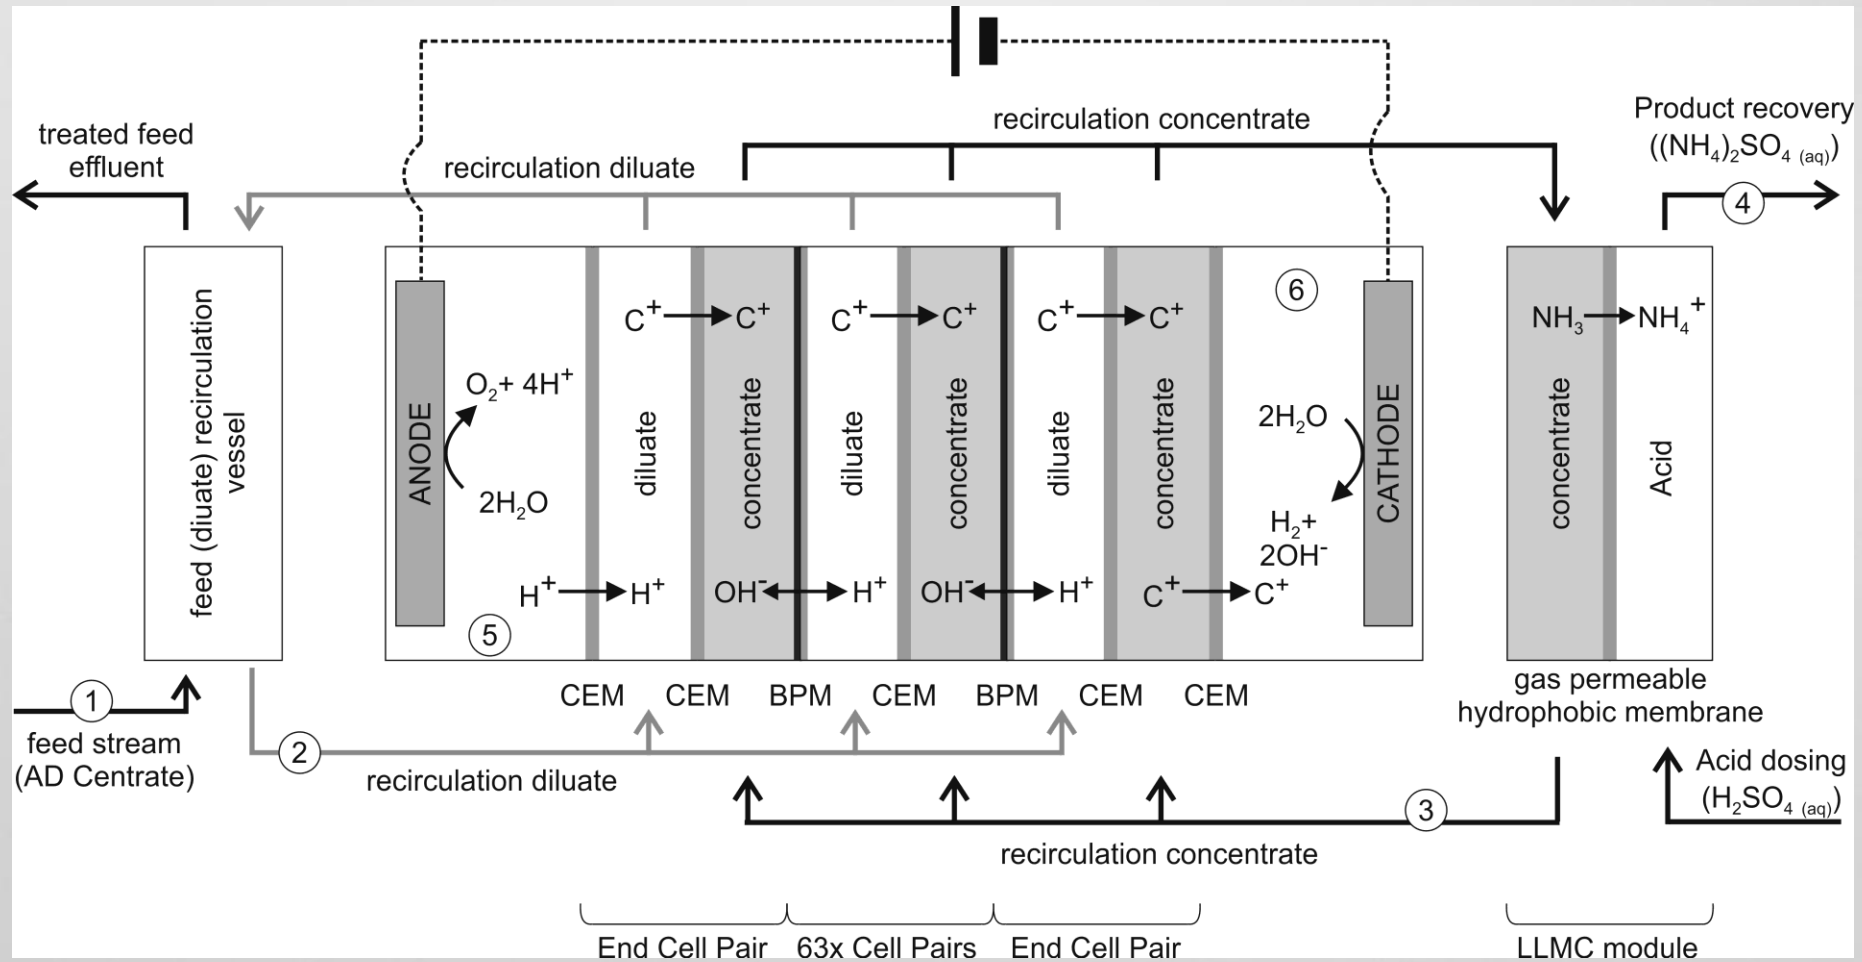 recirculation concentrate
Product recovery
((NH₄)₂SO₄ (aq))
treated feed
effluent
recirculation diluate
4
feed (diuate) recirculation
vessel
ANODE
O₂+ 4H⁺
2H₂O
H⁺
H⁺
5
C⁺
C⁺
diluate
concentrate
OH⁻
H⁺
C⁺
C⁺
diluate
concentrate
OH⁻
H⁺
C⁺
C⁺
diluate
concentrate
C⁺
C⁺
6
2H₂O
H₂+
2OH⁻
CATHODE
NH₃
NH₄⁺
concentrate
Acid
CEM
CEM
BPM
CEM
BPM
CEM
CEM
gas permeable
hydrophobic membrane
1
feed stream
(AD Centrate)
2
recirculation diluate
3
recirculation concentrate
Acid dosing
(H₂SO₄ (aq))
End Cell Pair
63x Cell Pairs
End Cell Pair
LLMC module